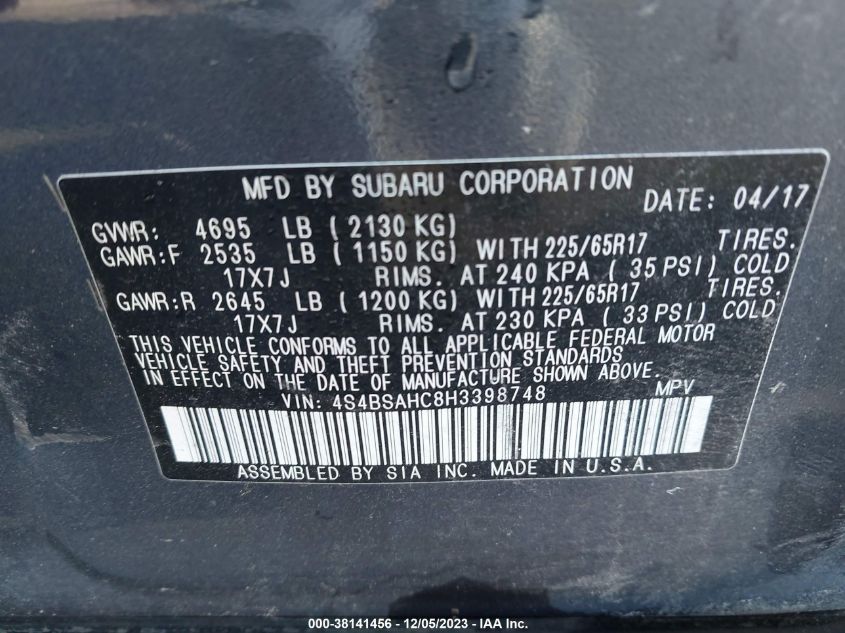 MFD BY SUBARU CORPORATION DATE: 04/17
GVWR: 4695 LB ( 2130 KG)
GAWR:F 2535 LB ( 1150 KG) WITH 225/65R17 TIRES.
17X7J RIMS. AT 240 KPA ( 35 PSI) COLD
GAWR:R 2645 LB ( 1200 KG) WITH 225/65R17 TIRES.
17X7J RIMS. AT 230 KPA ( 33 PSI) COLD
THIS VEHICLE CONFORMS TO ALL APPLICABLE FEDERAL MOTOR
VEHICLE SAFETY AND THEFT PREVENTION STANDARDS
IN EFFECT ON THE DATE OF MANUFACTURE SHOWN ABOVE.
VIN: 4S4BSAHC8H3398748 MPV
ASSEMBLED BY SIA INC. MADE IN U.S.A.
000-38141456 - 12/05/2023 - IAA Inc.